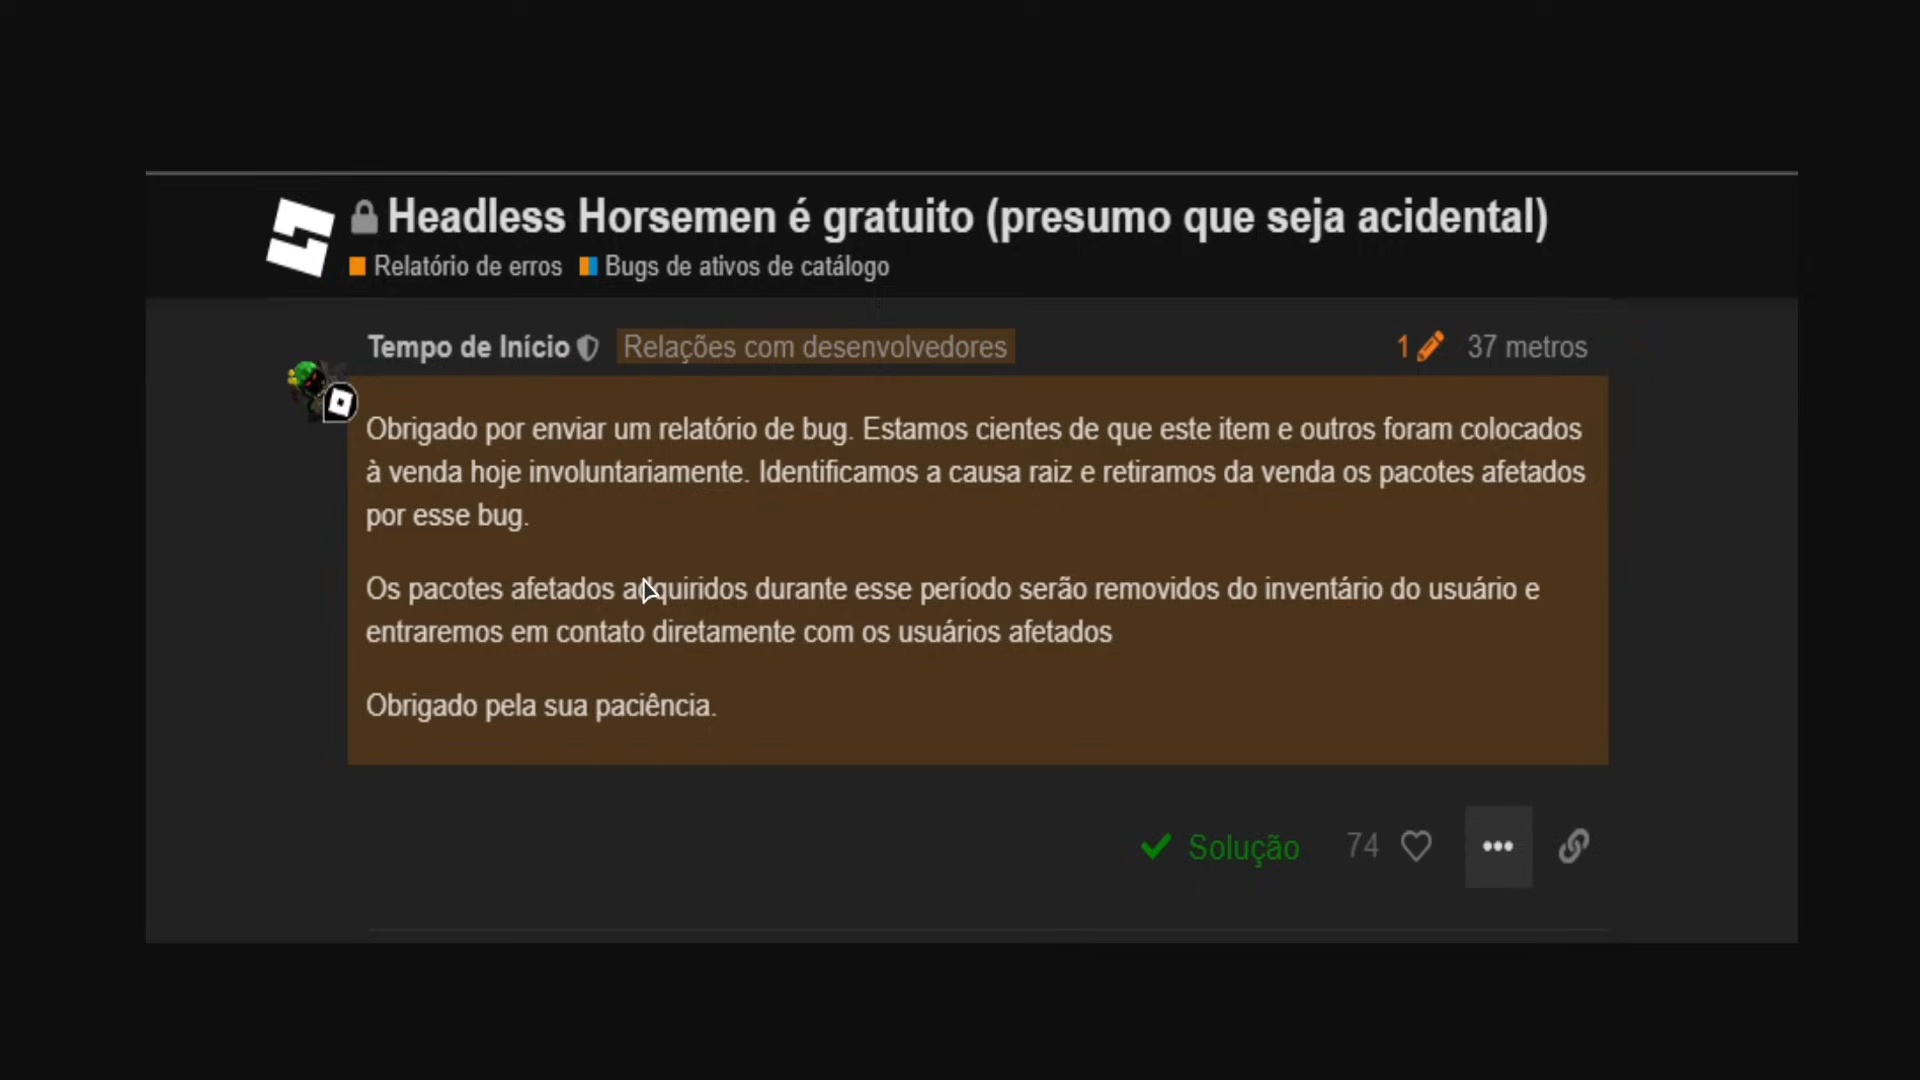 Headless Horsemen é gratuito (presumo que seja acidental)
Relatório de erros Bugs de ativos de catálogo
Tempo de Início Relações com desenvolvedores 1 37 metros
Obrigado por enviar um relatório de bug. Estamos cientes de que este item e outros foram colocados
à venda hoje involuntariamente. Identificamos a causa raiz e retiramos da venda os pacotes afetados
por esse bug.
Os pacotes afetados adquiridos durante esse período serão removidos do inventário do usuário e
entraremos em contato diretamente com os usuários afetados
Obrigado pela sua paciência.
Solução 74